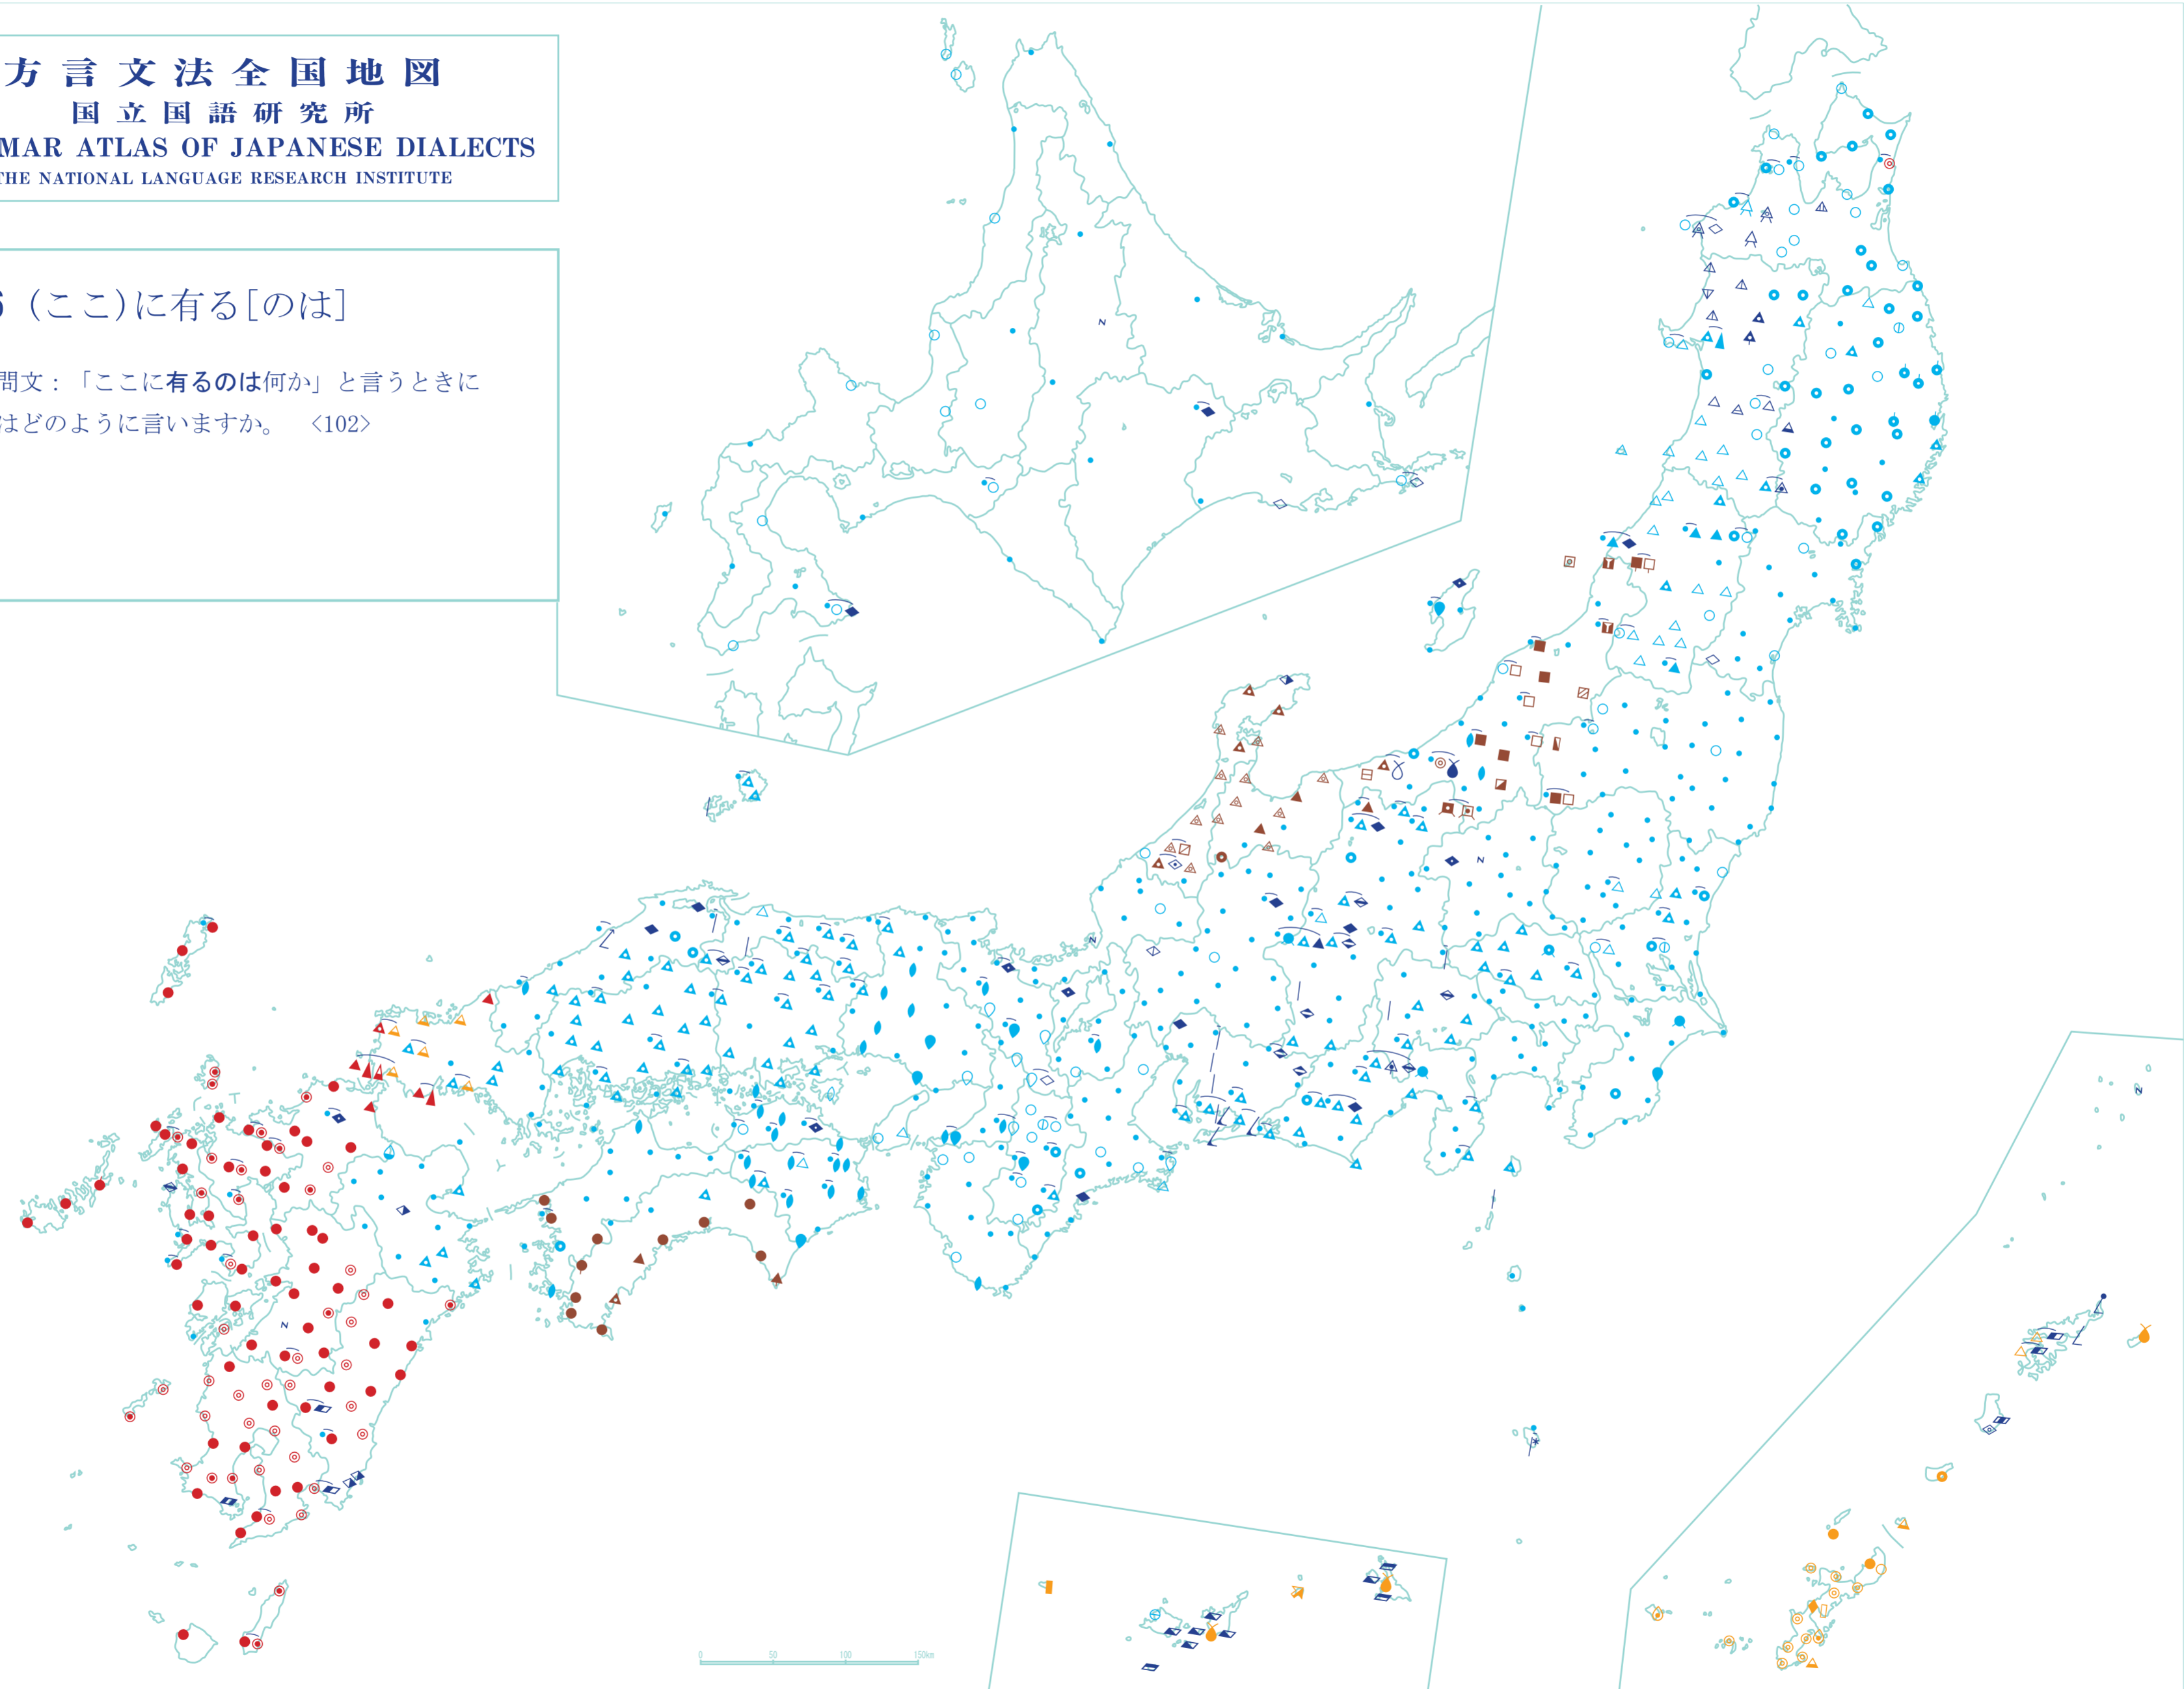 方言文法全国地図
国立国語研究所
MAR ATLAS OF JAPANESE DIALECTS
THE NATIONAL LANGUAGE RESEARCH INSTITUTE
6 (ここ)に有る[のは]
問文:「ここに有るのは何か」と言うときに
はどのように言いますか。 〈102〉
N
N
N
N
N
0 50 100 150km